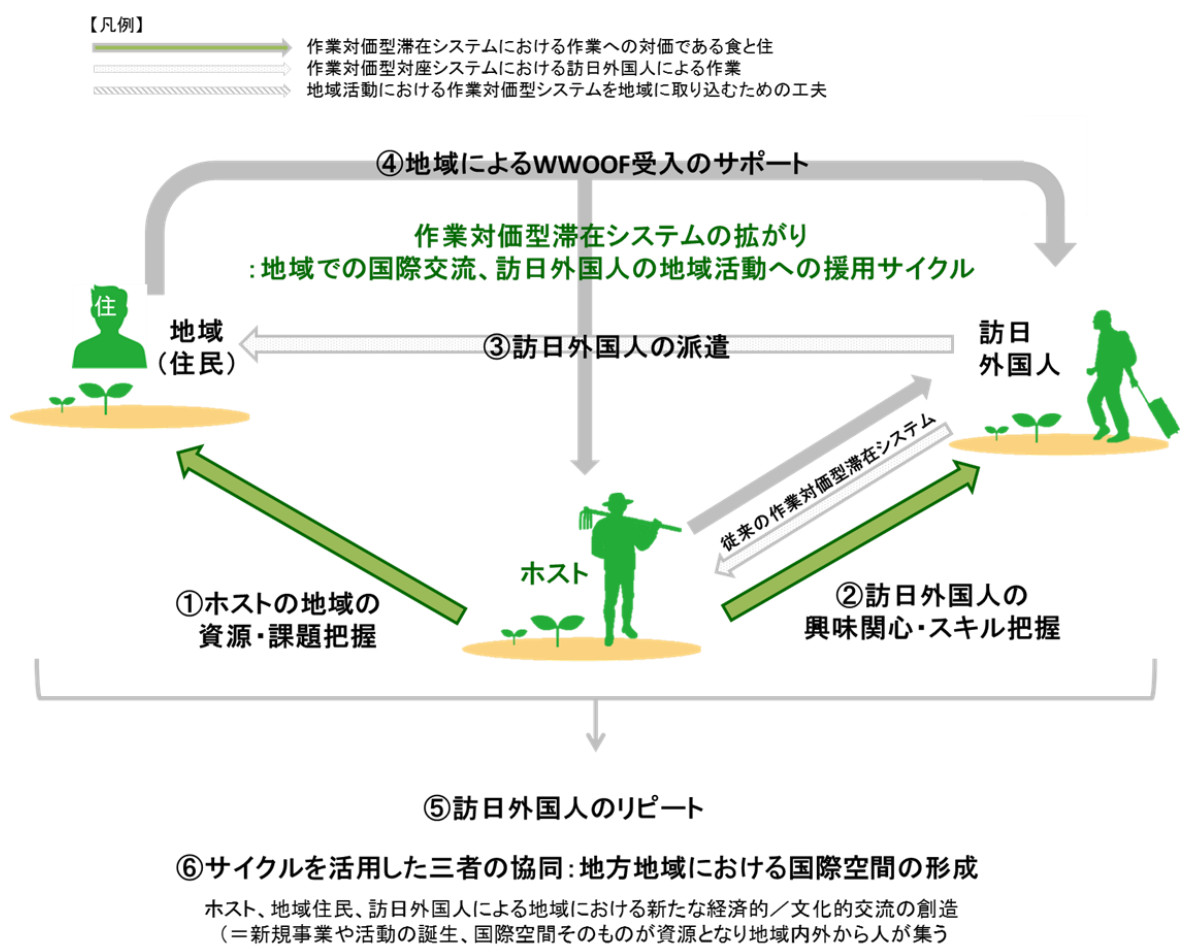 【凡例】
作業対価型滞在システムにおける作業への対価である食と住
作業対価型対座システムにおける訪日外国人による作業
地域活動における作業対価型システムを地域に取り込むための工夫
④地域によるWWOOF受入のサポート
作業対価型滞在システムの拡がり
:地域での国際交流、訪日外国人の地域活動への援用サイクル
住
地域
(住民)
③訪日外国人の派遣
訪日
外国人
従来の作業対価型滞在システム
ホスト
①ホストの地域の
資源・課題把握
②訪日外国人の
興味関心・スキル把握
⑤訪日外国人のリピート
⑥サイクルを活用した三者の協同:地方地域における国際空間の形成
ホスト、地域住民、訪日外国人による地域における新たな経済的／文化的交流の創造
(＝新規事業や活動の誕生、国際空間そのものが資源となり地域内外から人が集う